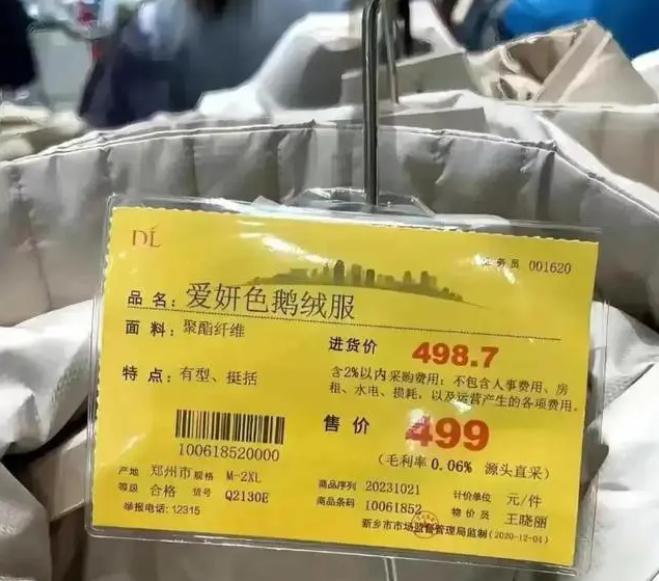 DL
务员 001620
品名：爱妍色鹅绒服
面料：聚酯纤维
进货价 498.7
含2%以内采购费用；不包含人事费用、房
租、水电、损耗，以及运营产生的各项费用。
特点：有型、挺括
售价 499
(毛利率 0.06% 源头直采)
100618520000
产地 郑州市 规格 M-2XL
商品序列 20231021 计价单位 元/件
等级 合格 货号 Q2130E
商品条码 10061852 物价员 王晓丽
举报电话: 12315
新乡市市场监督管理局监制(2020-12-04)